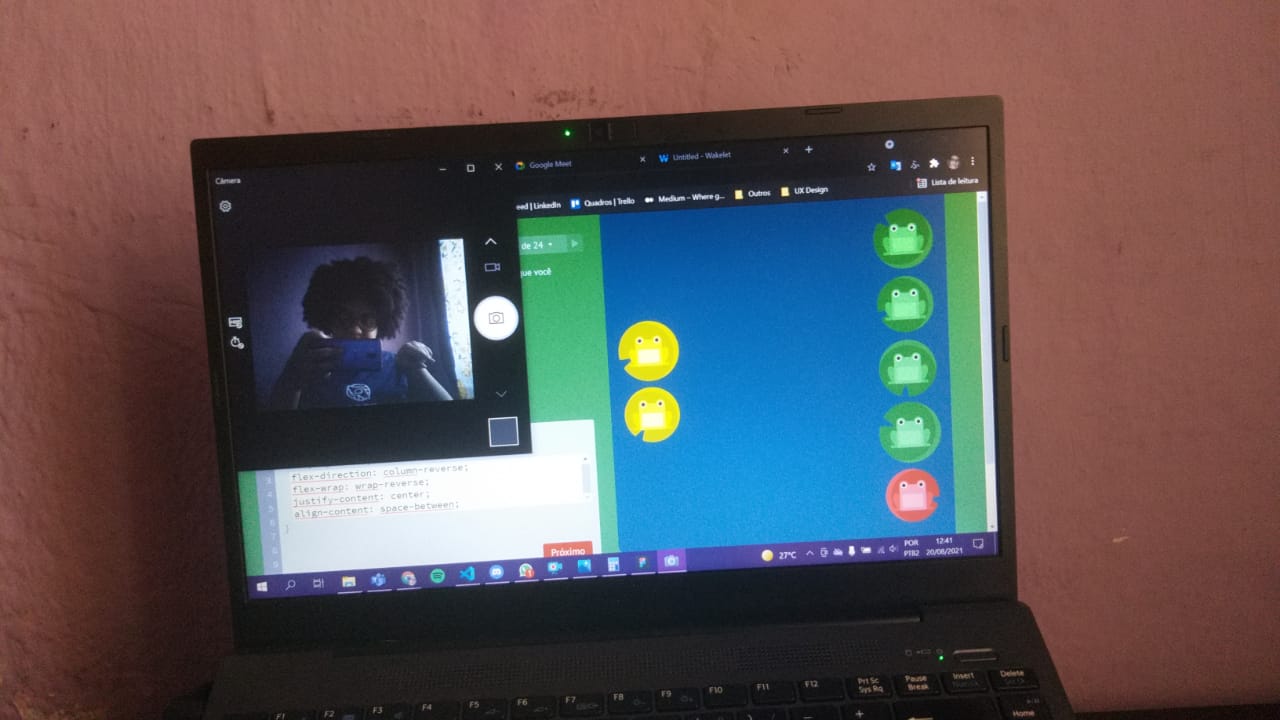 Câmera
Google Meet
Untitled - Wakelet
eed | LinkedIn
Quadros | Trello
Medium – Where g...
Outros
UX Design
Lista de leitura
de 24
que você
3
4
5
6
7
8
9
flex-direction: column-reverse;
flex-wrap: wrap-reverse;
justify-content: center;
align-content: space-between;
}
Próximo
27°C
POR
PTB2
12:41
20/08/2021
F1
F2
F3
F4
F5
F6
F7
F8
F9
F10
F11
F12
Prt Sc
Sys Rq
Pause
Break
Insert
Delete
Home